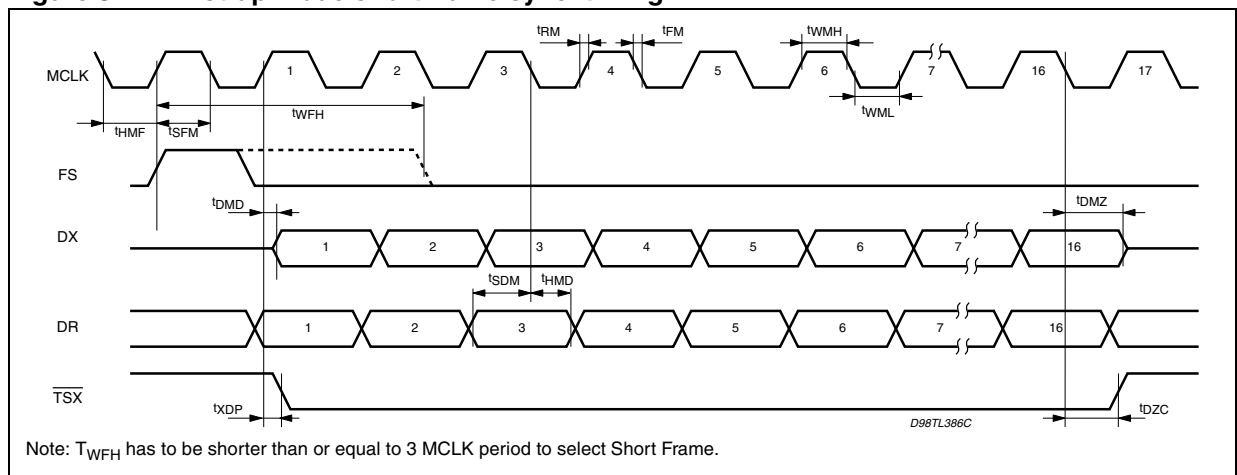 tRM tFM tWMH
MCLK 1 2 3 4 5 6 7 16 17
tWFH tWML
tHMF tSFM
FS
tDMD tDMZ
DX 1 2 3 4 5 6 7 16
tSDM tHMD
DR 1 2 3 4 5 6 7 16
TSX
tXDP tDZC
D98TL386C
Note: TWFH has to be shorter than or equal to 3 MCLK period to select Short Frame.